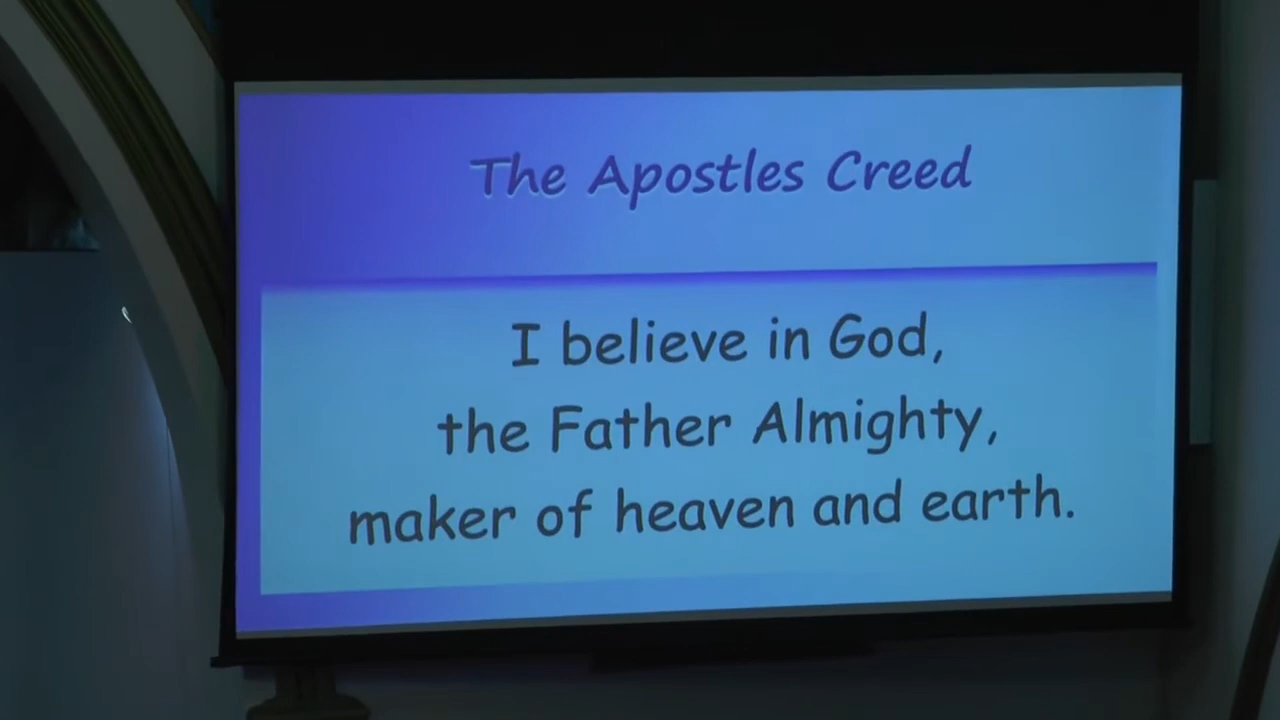 The Apostles Creed
I believe in God,
the Father Almighty,
maker of heaven and earth.